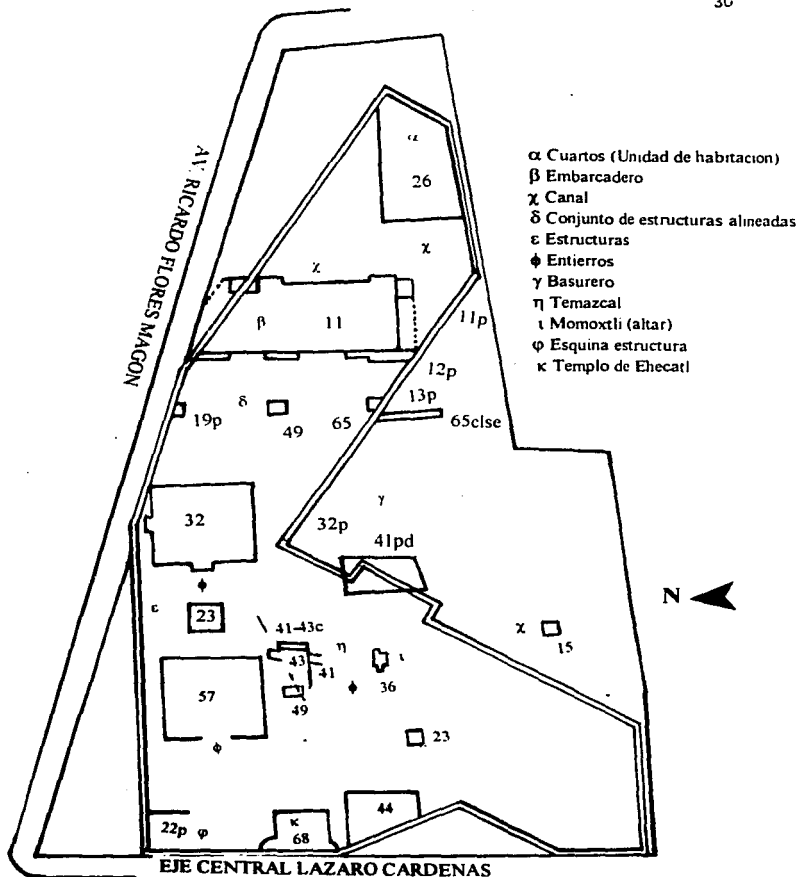 30
AV. RICARDO FLORES MAGON
α Cuartos (Unidad de habitacion)
β Embarcadero
χ Canal
δ Conjunto de estructuras alineadas
ε Estructuras
ϕ Entierros
γ Basurero
η Temazcal
ι Momoxtli (altar)
φ Esquina estructura
κ Templo de Ehecatl
α
26
χ
χ
β 11
11p
12p
13p
19p
δ
49
65
65clse
32
γ
32p
41pd
ϕ
ε
23
N
χ
15
41-43c
η
ι
43
41
36
57
49
ϕ
23
ϕ
44
22p φ
κ
68
EJE CENTRAL LAZARO CARDENAS